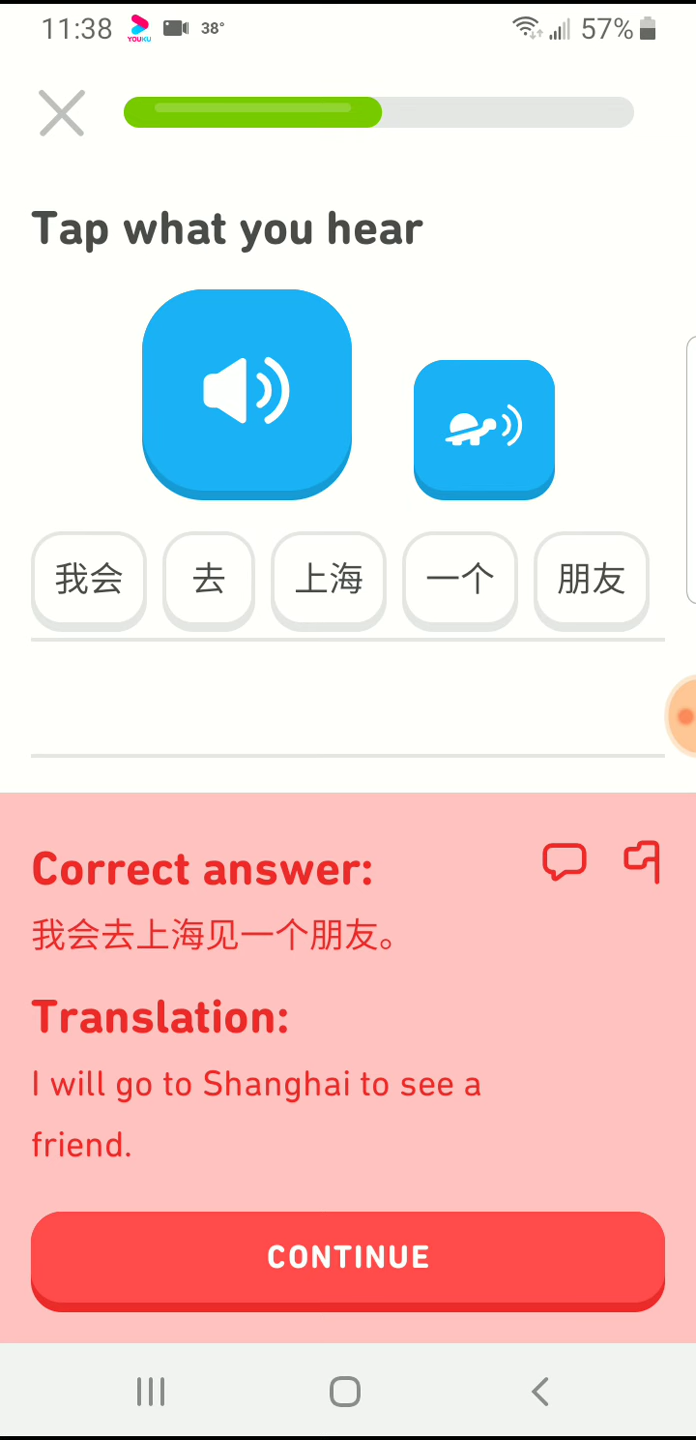 11:38 YOUKU 38° 57%
Tap what you hear
我会 去 上海 一个 朋友
Correct answer:
我会去上海见一个朋友。
Translation:
I will go to Shanghai to see a
friend.
CONTINUE